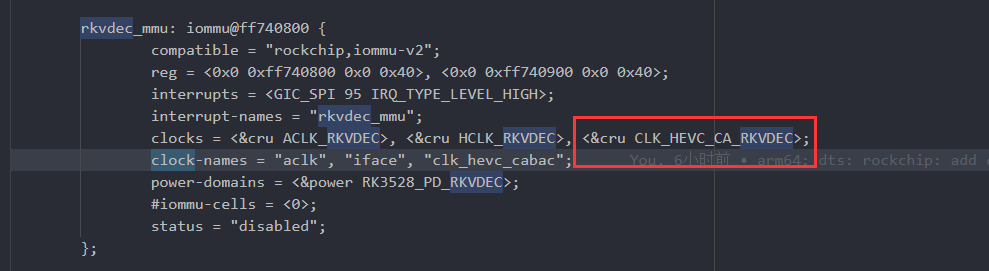 rkvdec_mmu: iommu@ff740800 {
compatible = "rockchip,iommu-v2";
reg = <0x0 0xff740800 0x0 0x40>, <0x0 0xff740900 0x0 0x40>;
interrupts = <GIC_SPI 95 IRQ_TYPE_LEVEL_HIGH>;
interrupt-names = "rkvdec_mmu";
clocks = <&cru ACLK_RKVDEC>, <&cru HCLK_RKVDEC>, <&cru CLK_HEVC_CA_RKVDEC>;
clock-names = "aclk", "iface", "clk_hevc_cabac"; You, 6小时前 • arm64: dts: rockchip: add
power-domains = <&power RK3528_PD_RKVDEC>;
#iommu-cells = <0>;
status = "disabled";
};